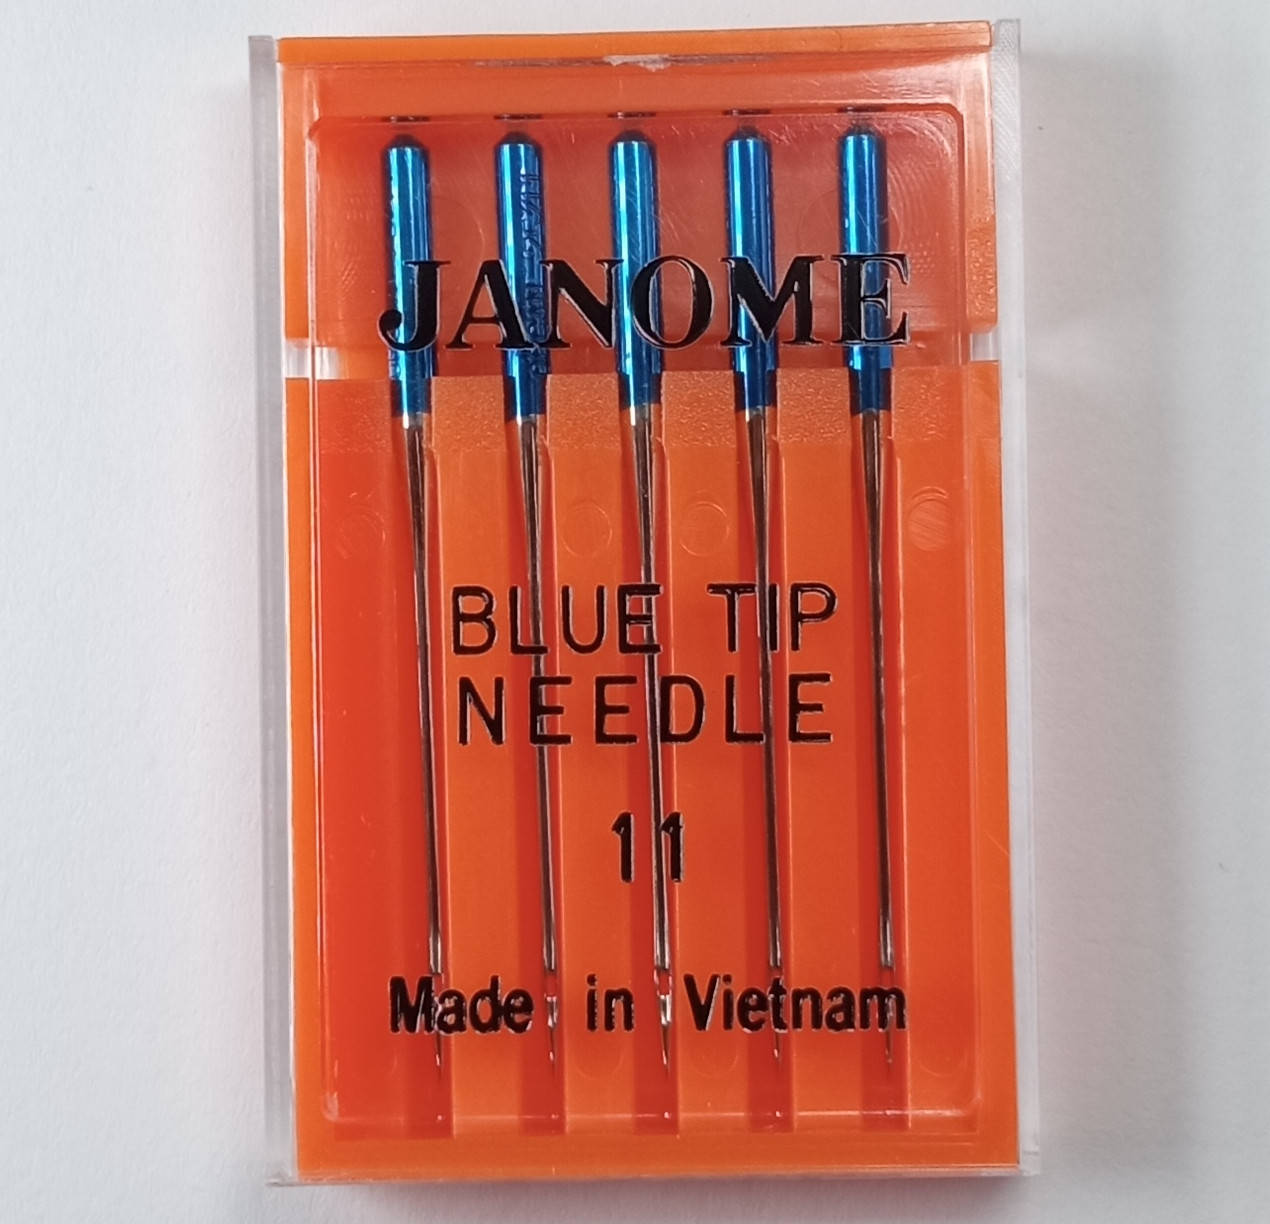 JANOME
BLUE TIP
NEEDLE
11
Made in Vietnam